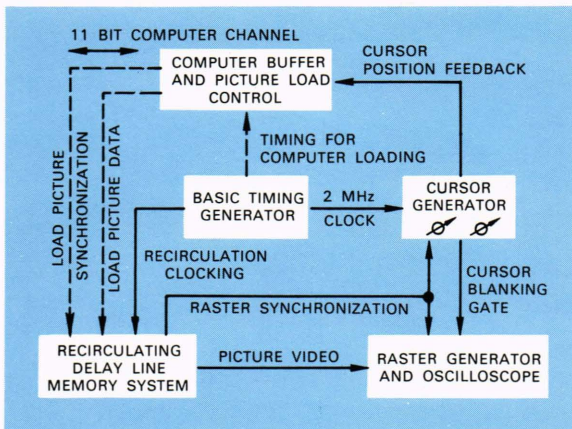 11 BIT COMPUTER CHANNEL
COMPUTER BUFFER
AND PICTURE LOAD
CONTROL
CURSOR
POSITION FEEDBACK
LOAD PICTURE
SYNCHRONIZATION
LOAD PICTURE DATA
TIMING FOR
COMPUTER LOADING
BASIC TIMING
GENERATOR
2 MHz
CLOCK
CURSOR
GENERATOR
RECIRCULATION
CLOCKING
RASTER SYNCHRONIZATION
CURSOR
BLANKING
GATE
RECIRCULATING
DELAY LINE
MEMORY SYSTEM
PICTURE VIDEO
RASTER GENERATOR
AND OSCILLOSCOPE